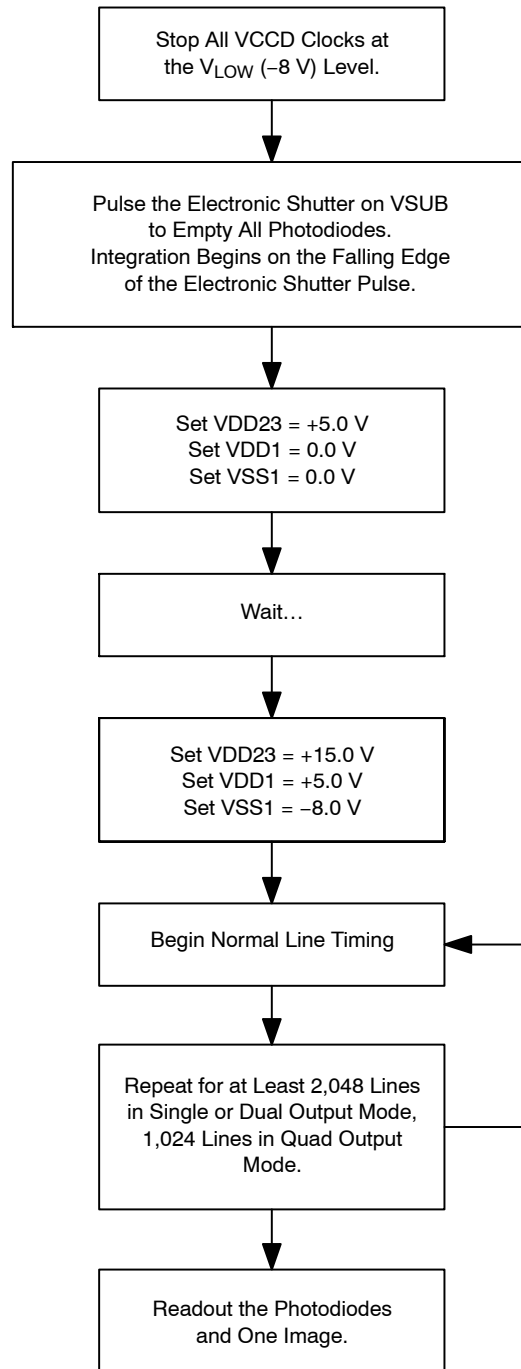 Stop All VCCD Clocks at
the VLOW (−8 V) Level.
Pulse the Electronic Shutter on VSUB
to Empty All Photodiodes.
Integration Begins on the Falling Edge
of the Electronic Shutter Pulse.
Set VDD23 = +5.0 V
Set VDD1 = 0.0 V
Set VSS1 = 0.0 V
Wait…
Set VDD23 = +15.0 V
Set VDD1 = +5.0 V
Set VSS1 = −8.0 V
Begin Normal Line Timing
Repeat for at Least 2,048 Lines
in Single or Dual Output Mode,
1,024 Lines in Quad Output
Mode.
Readout the Photodiodes
and One Image.